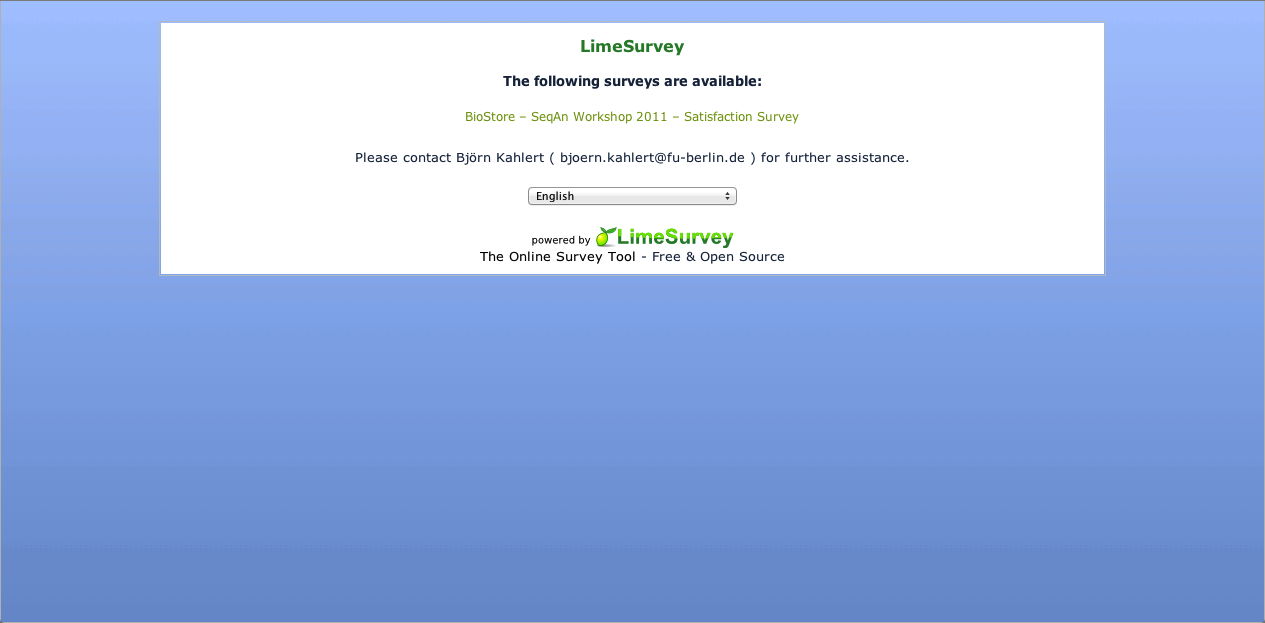 LimeSurvey
The following surveys are available:
BioStore – SeqAn Workshop 2011 – Satisfaction Survey
Please contact Björn Kahlert ( bjoern.kahlert@fu-berlin.de ) for further assistance.
English
powered by LimeSurvey
The Online Survey Tool - Free & Open Source